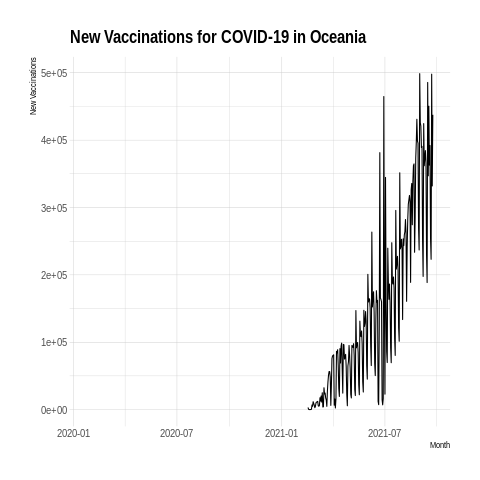 New Vaccinations for COVID-19 in Oceania
New Vaccinations
5e+05
4e+05
3e+05
2e+05
1e+05
0e+00
2020-01 2020-07 2021-01 2021-07
Month